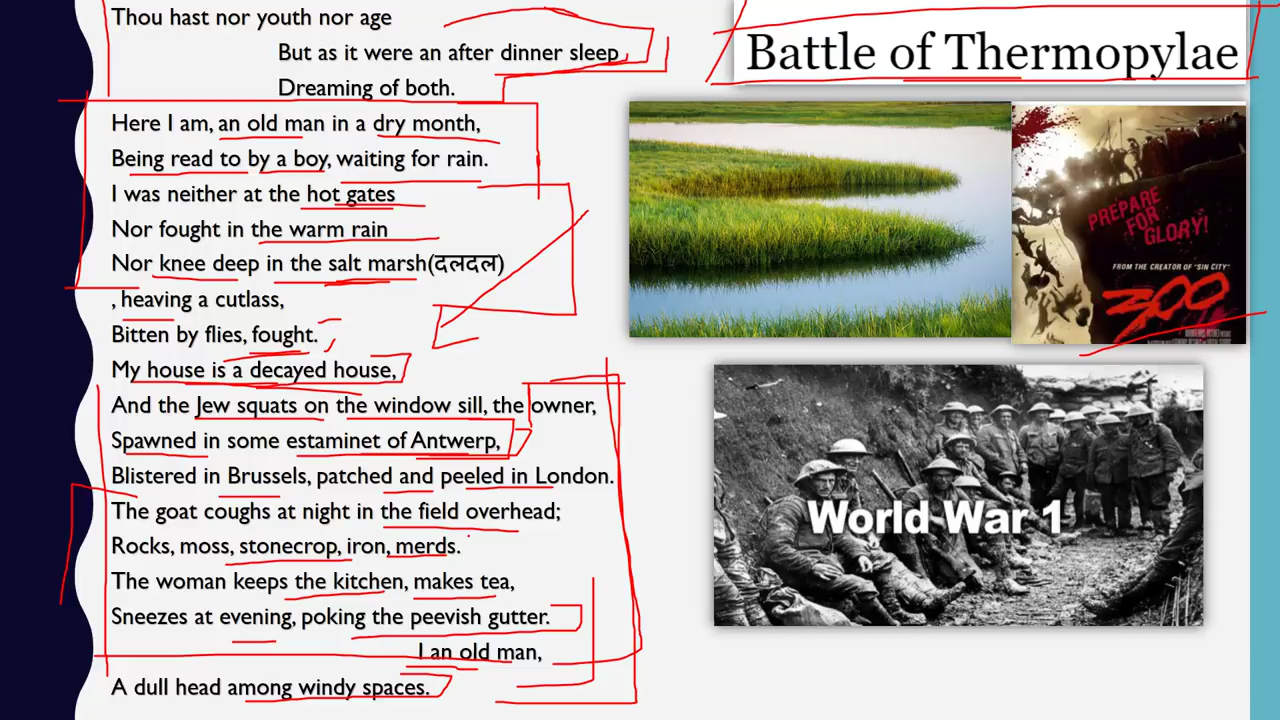 Thou hast nor youth nor age
But as it were an after dinner sleep
Dreaming of both.
Here I am, an old man in a dry month,
Being read to by a boy, waiting for rain.
I was neither at the hot gates
Nor fought in the warm rain
Nor knee deep in the salt marsh(दलदल)
, heaving a cutlass,
Bitten by flies, fought.
My house is a decayed house,
And the Jew squats on the window sill, the owner,
Spawned in some estaminet of Antwerp,
Blistered in Brussels, patched and peeled in London.
The goat coughs at night in the field overhead;
Rocks, moss, stonecrop, iron, merds.
The woman keeps the kitchen, makes tea,
Sneezes at evening, poking the peevish gutter.
I an old man,
A dull head among windy spaces.
Battle of Thermopylae
PREPARE
FOR
GLORY!
FROM THE CREATOR OF "SIN CITY"
300
World War 1